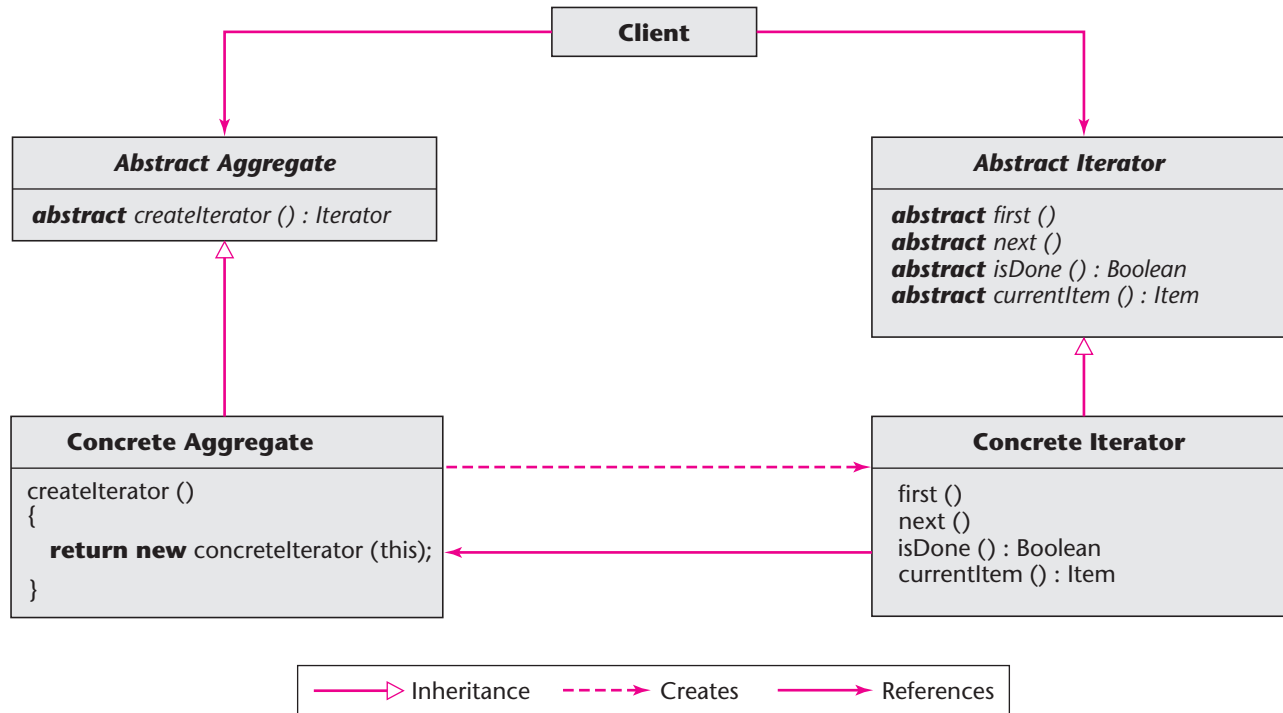 Client
Abstract Aggregate
abstract createIterator () : Iterator
Abstract Iterator
abstract first ()
abstract next ()
abstract isDone () : Boolean
abstract currentItem () : Item
Concrete Aggregate
createIterator ()
{
return new concreteIterator (this);
}
Concrete Iterator
first ()
next ()
isDone () : Boolean
currentItem () : Item
Inheritance
Creates
References